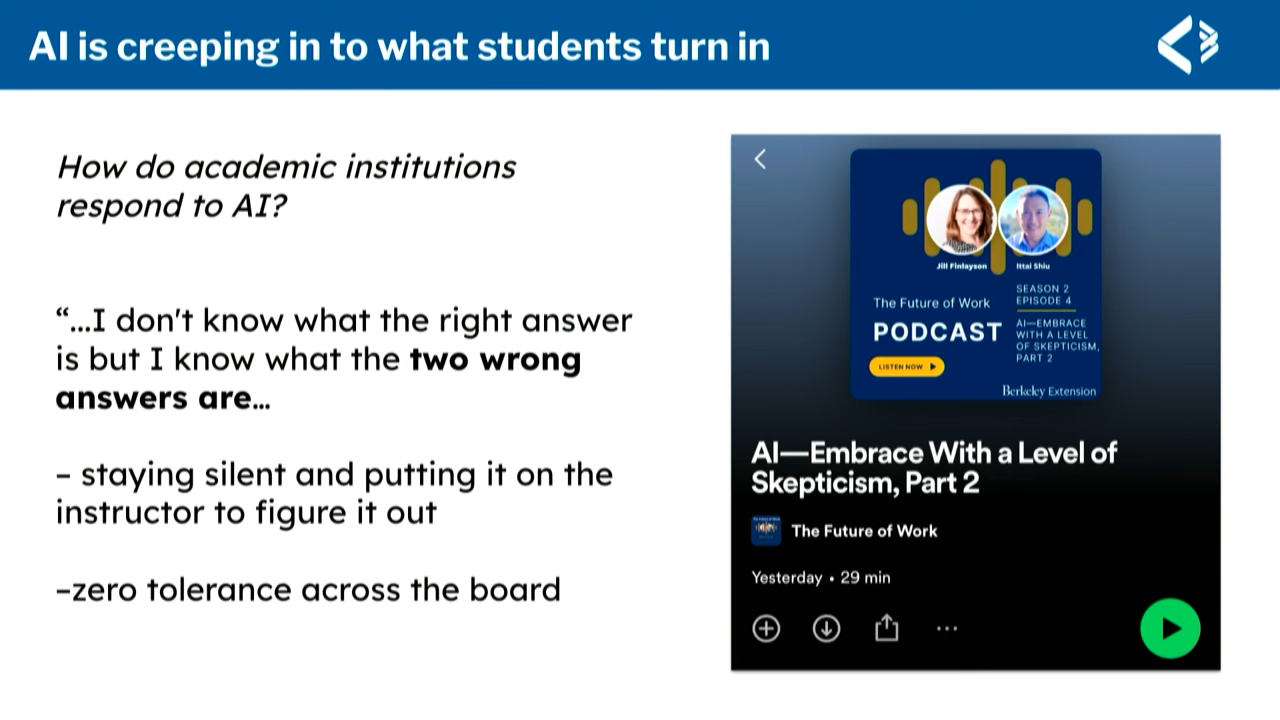 AI is creeping in to what students turn in
How do academic institutions
respond to AI?
“...I don't know what the right answer
is but I know what the two wrong
answers are...
– staying silent and putting it on the
instructor to figure it out
–zero tolerance across the board
Jill Finlayson
Ittai Shiu
The Future of Work
PODCAST
LISTEN NOW
SEASON 2
EPISODE 4
AI—EMBRACE
WITH A LEVEL
OF SKEPTICISM,
PART 2
Berkeley Extension
AI—Embrace With a Level of
Skepticism, Part 2
The Future of Work
Yesterday • 29 min